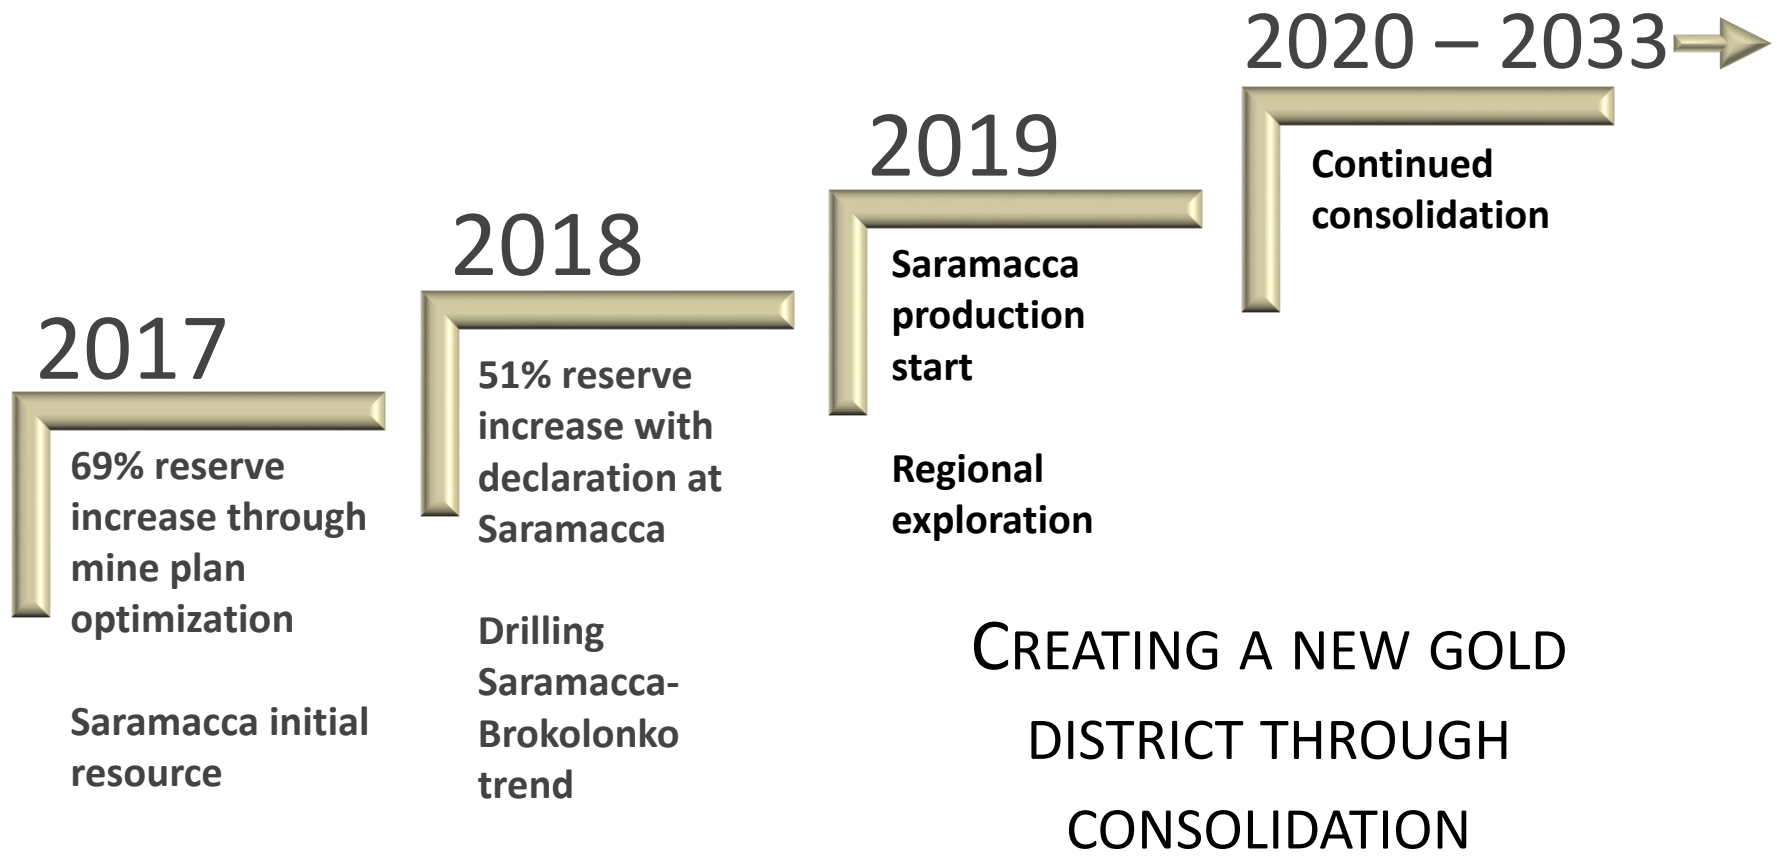 2017
69% reserve
increase through
mine plan
optimization
Saramacca initial
resource
2018
51% reserve
increase with
declaration at
Saramacca
Drilling
Saramacca-
Brokolonko
trend
2019
Saramacca
production
start
Regional
exploration
2020 – 2033
Continued
consolidation
CREATING A NEW GOLD
DISTRICT THROUGH
CONSOLIDATION